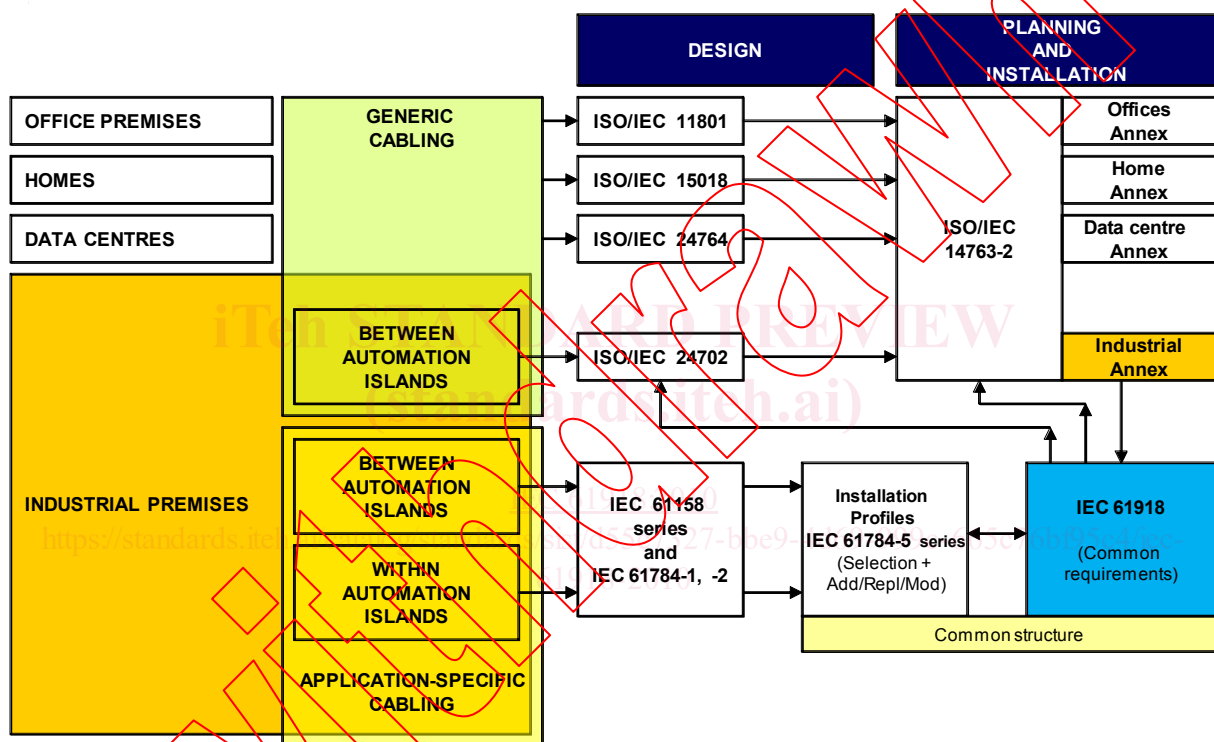 DESIGN
PLANNING
AND
INSTALLATION
OFFICE PREMISES
HOMES
DATA CENTRES
GENERIC
CABLING
ISO/IEC 11801
ISO/IEC 15018
ISO/IEC 24764
ISO/IEC 24702
ISO/IEC
14763-2
Offices
Annex
Home
Annex
Data centre
Annex
Industrial
Annex
iTeh STANDARD PREVIEW
(standards.iteh.ai)
BETWEEN
AUTOMATION
ISLANDS
INDUSTRIAL PREMISES
BETWEEN
AUTOMATION
ISLANDS
WITHIN
AUTOMATION
ISLANDS
APPLICATION-SPECIFIC
CABLING
IEC 61158
series
and
IEC 61784-1, -2
Installation
Profiles
IEC 61784-5 series
(Selection +
Add/Repl/Mod)
IEC 61918
(Common
requirements)
Common structure